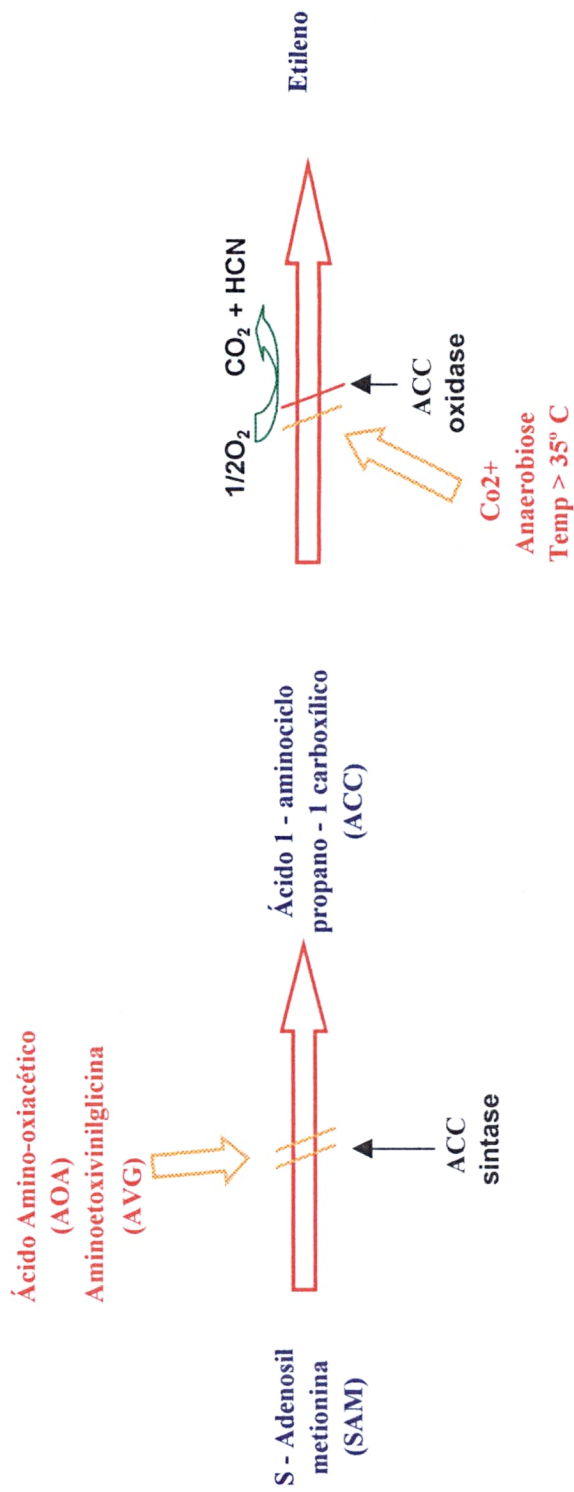 Ácido Amino-oxiacético
(AOA)
Aminoetoxivinilglicina
(AVG)
S - Adenosil
metionina
(SAM)
ACC
sintase
Ácido 1 - aminociclo
propano - 1 carboxílico
(ACC)
1/2O₂ CO₂ + HCN
ACC
oxidase
Co2+
Anaerobiose
Temp > 35º C
Etileno